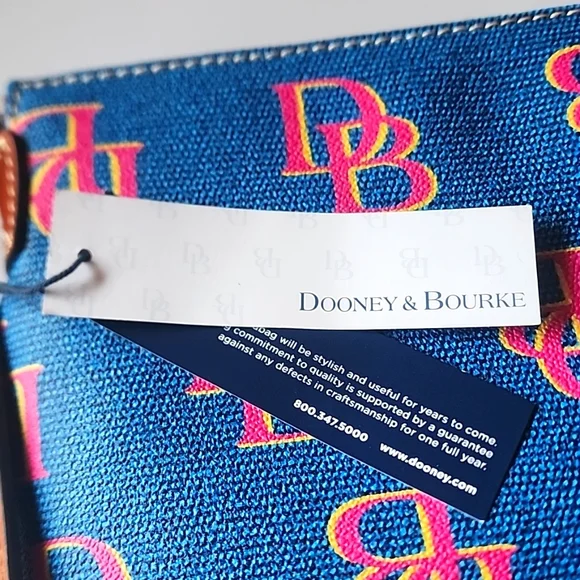 DB
DOONEY & BOURKE
bag will be stylish and useful for years to come.
commitment to quality is supported by a guarantee
against any defects in craftsmanship for one full year.
800.347.5000 www.dooney.com